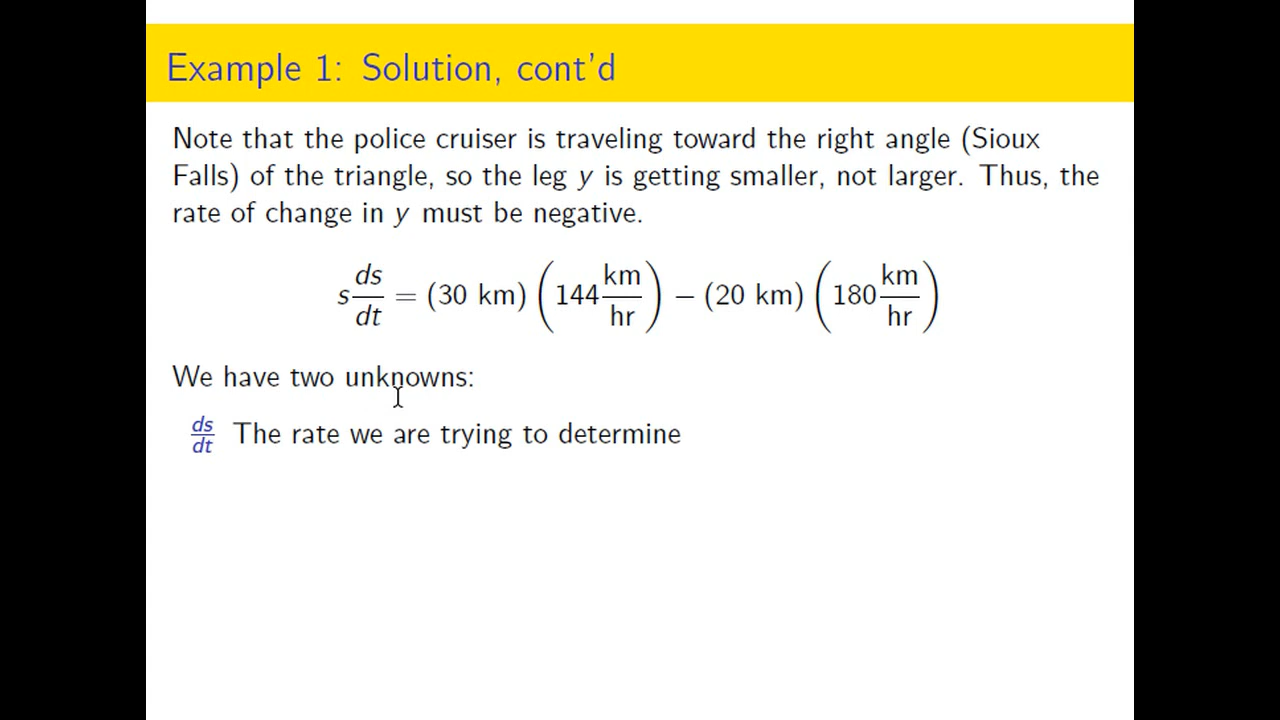 Example 1: Solution, cont'd
Note that the police cruiser is traveling toward the right angle (Sioux
Falls) of the triangle, so the leg y is getting smaller, not larger. Thus, the
rate of change in y must be negative.
s ds/dt = (30 km) (144 km/hr) − (20 km) (180 km/hr)
We have two unknowns:
ds/dt The rate we are trying to determine